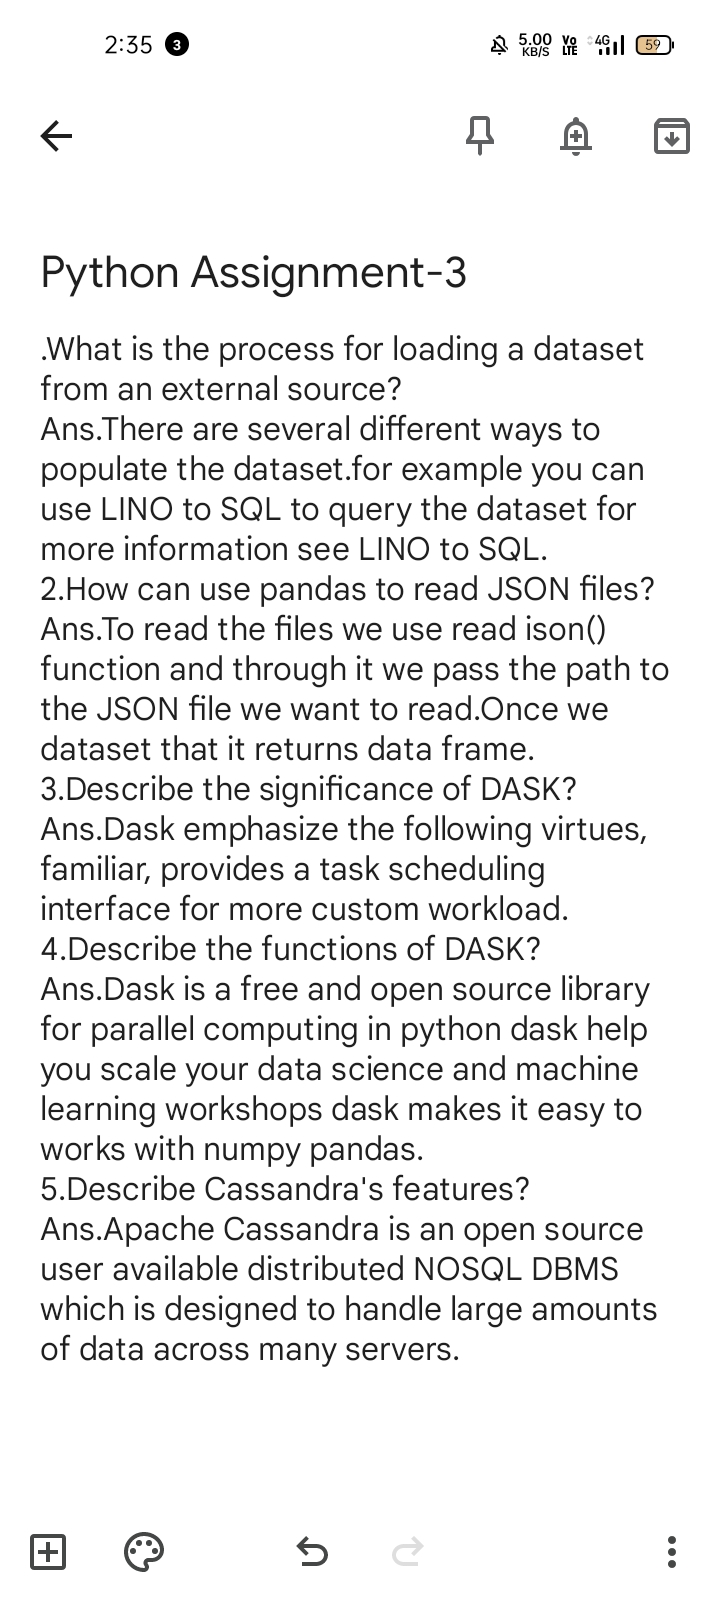 2:35 3 5.00 KB/S Vo LTE 4G 59
Python Assignment-3
.What is the process for loading a dataset
from an external source?
Ans.There are several different ways to
populate the dataset.for example you can
use LINO to SQL to query the dataset for
more information see LINO to SQL.
2.How can use pandas to read JSON files?
Ans.To read the files we use read ison()
function and through it we pass the path to
the JSON file we want to read.Once we
dataset that it returns data frame.
3.Describe the significance of DASK?
Ans.Dask emphasize the following virtues,
familiar, provides a task scheduling
interface for more custom workload.
4.Describe the functions of DASK?
Ans.Dask is a free and open source library
for parallel computing in python dask help
you scale your data science and machine
learning workshops dask makes it easy to
works with numpy pandas.
5.Describe Cassandra's features?
Ans.Apache Cassandra is an open source
user available distributed NOSQL DBMS
which is designed to handle large amounts
of data across many servers.